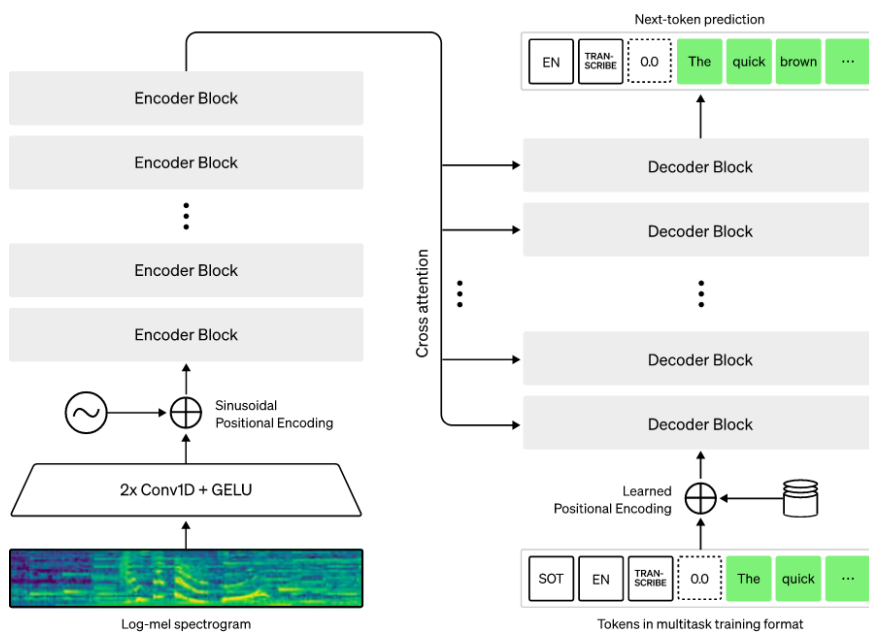 Next-token prediction
EN TRAN-SCRIBE 0.0 The quick brown ...
Encoder Block
Encoder Block
⋮
Encoder Block
Encoder Block
Sinusoidal
Positional Encoding
2x Conv1D + GELU
Log-mel spectrogram
Cross attention
⋮
Decoder Block
Decoder Block
⋮
Decoder Block
Decoder Block
Learned
Positional Encoding
SOT EN TRAN-SCRIBE 0.0 The quick ...
Tokens in multitask training format